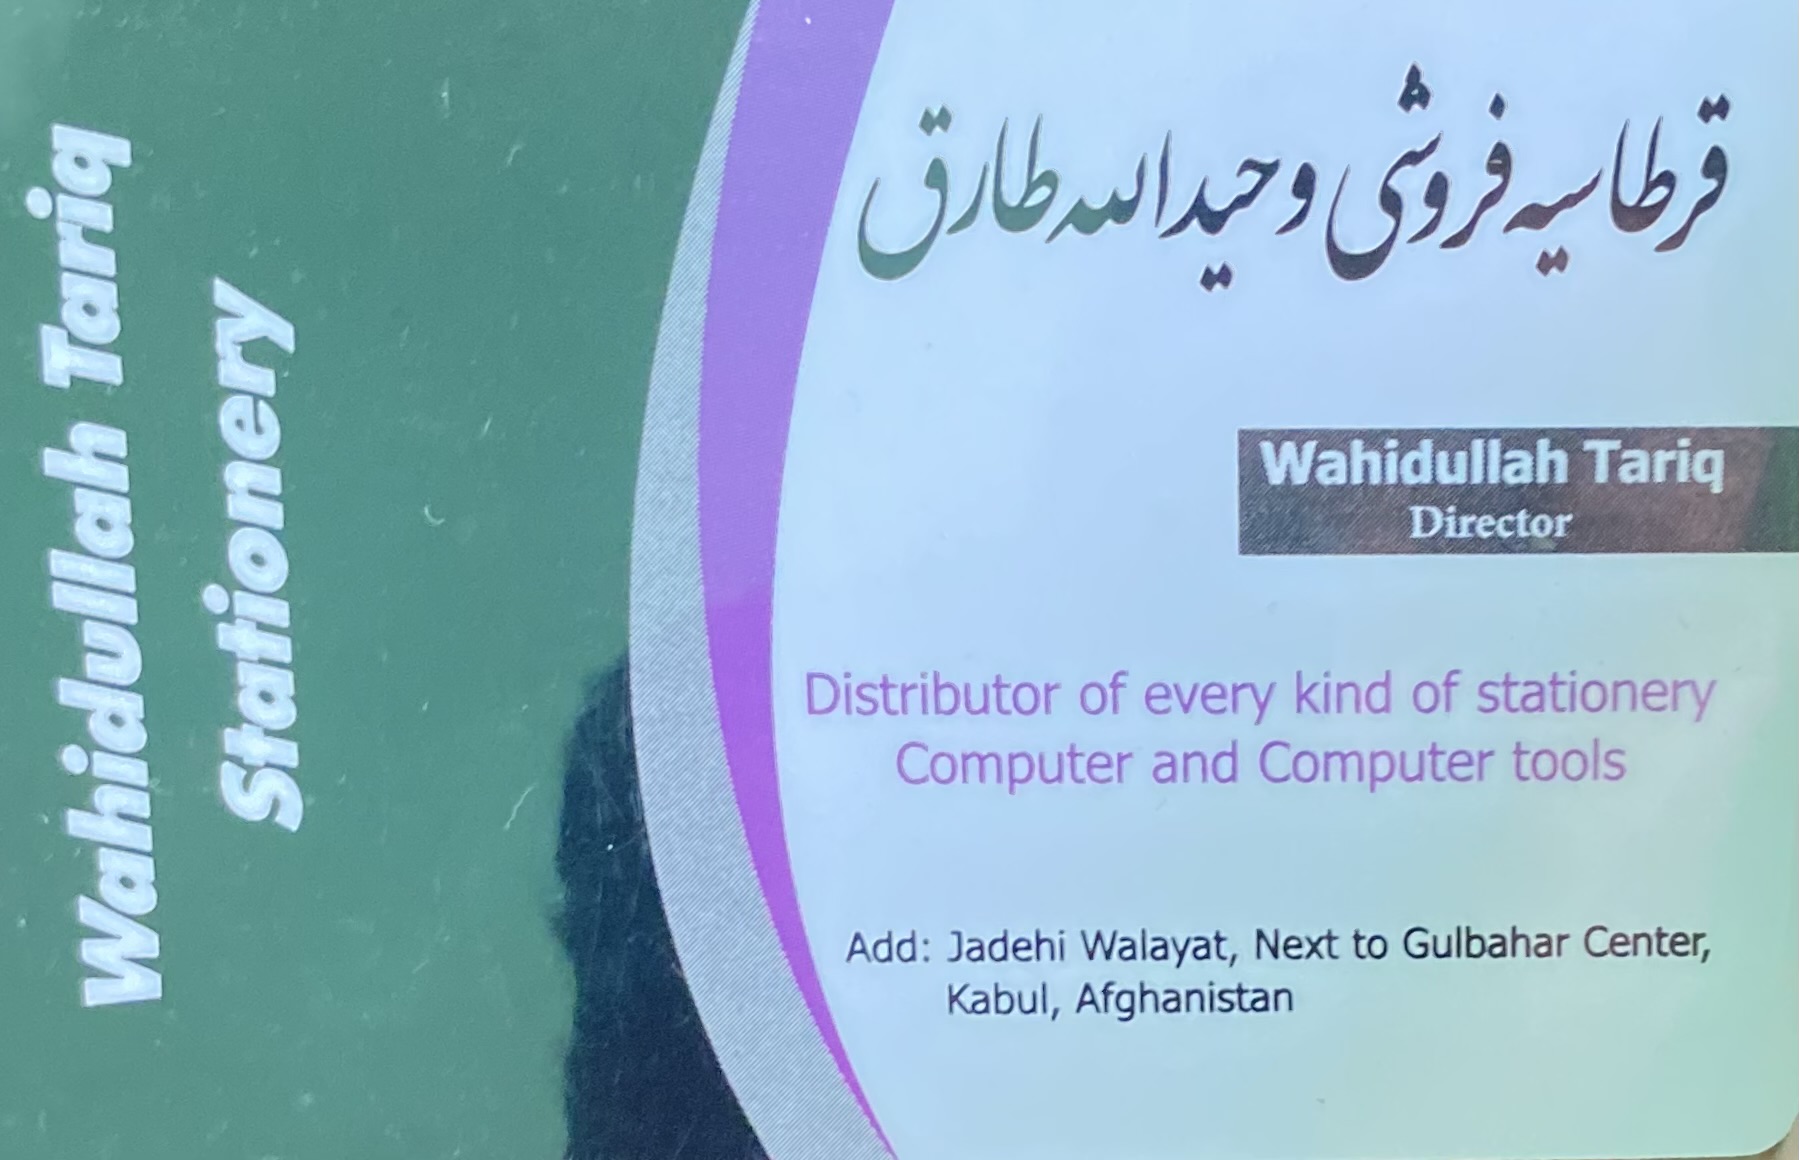 Wahidullah Tariq
Stationery
قرطاسیه فروشی وحیدالله طارق
Wahidullah Tariq
Director
Distributor of every kind of stationery
Computer and Computer tools
Add: Jadehi Walayat, Next to Gulbahar Center,
Kabul, Afghanistan